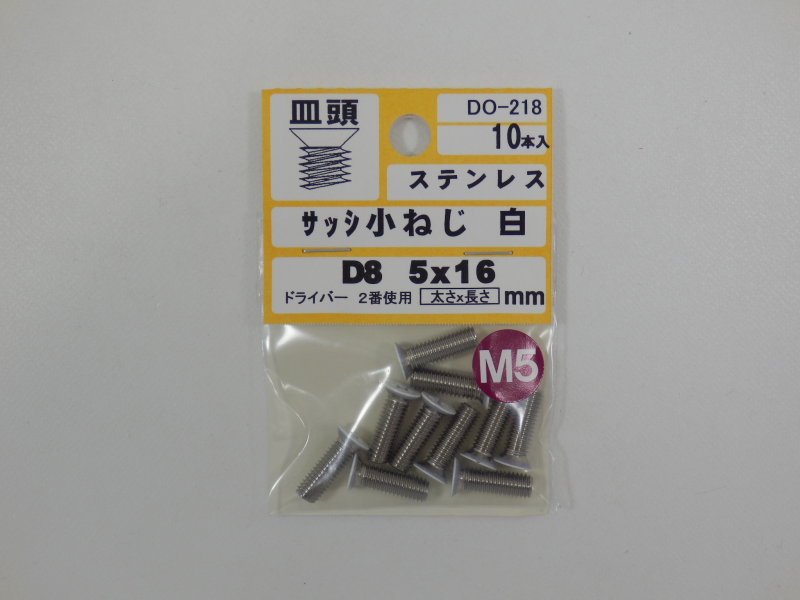 皿頭
DO-218
10本入
ステンレス
サッシ小ねじ 白
D8 5x16
ドライバー 2番使用 太さx長さ mm
M5